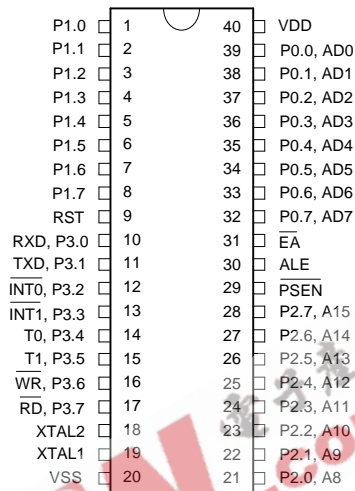 P1.0 1 40 VDD
P1.1 2 39 P0.0, AD0
P1.2 3 38 P0.1, AD1
P1.3 4 37 P0.2, AD2
P1.4 5 36 P0.3, AD3
P1.5 6 35 P0.4, AD4
P1.6 7 34 P0.5, AD5
P1.7 8 33 P0.6, AD6
RST 9 32 P0.7, AD7
RXD, P3.0 10 31 E̅A̅
TXD, P3.1 11 30 ALE
I̅N̅T̅0̅, P3.2 12 29 P̅S̅E̅N̅
I̅N̅T̅1̅, P3.3 13 28 P2.7, A15
T0, P3.4 14 27 P2.6, A14
T1, P3.5 15 26 P2.5, A13
W̅R̅, P3.6 16 25 P2.4, A12
R̅D̅, P3.7 17 24 P2.3, A11
XTAL2 18 23 P2.2, A10
XTAL1 19 22 P2.1, A9
VSS 20 21 P2.0, A8